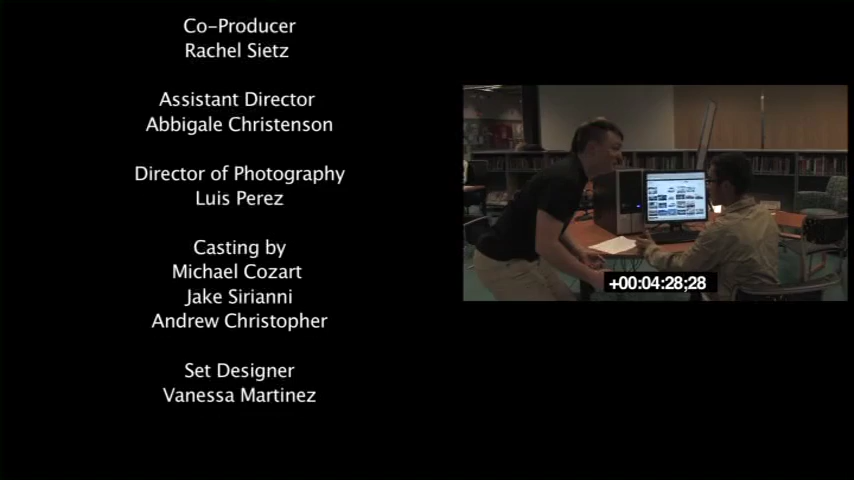 Co-Producer
Rachel Sietz
Assistant Director
Abbigale Christenson
Director of Photography
Luis Perez
Casting by
Michael Cozart
Jake Sirianni
Andrew Christopher
Set Designer
Vanessa Martinez
+00:04:28;28